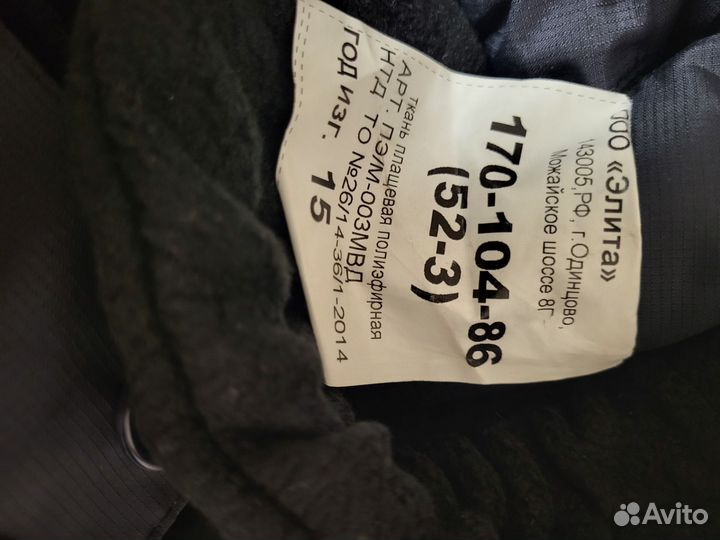 ООО «Элита»
143005,РФ, г.Одинцово,
Можайское шоссе 8Г
170-104-86
(52-3)
ткань плащевая полиэфирная
АРТ. ПЭ/М-003МВД
НТД ТО №26/14-36/1-2014
ГОД ИЗГ. 15
Avito